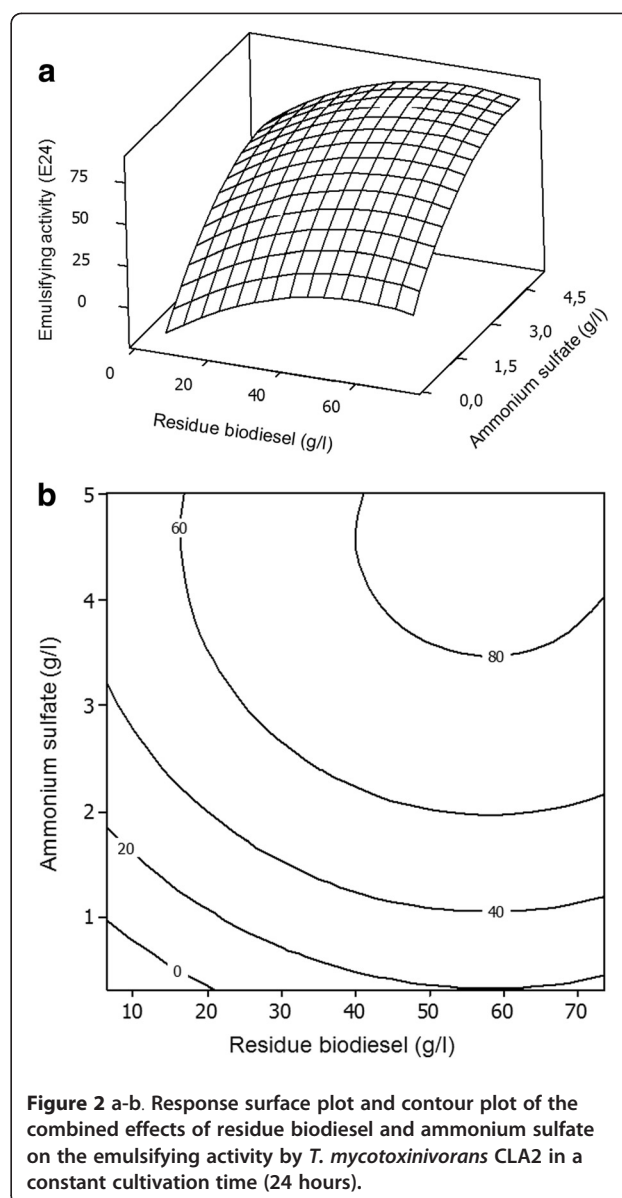 a
Emulsifying activity (E24)
75
50
25
0
0
20
40
60
Residue biodiesel (g/l)
0,0
1,5
3,0
4,5
Ammonium sulfate (g/l)
b
Ammonium sulfate (g/l)
5
4
3
2
1
60
80
40
20
0
10
20
30
40
50
60
70
Residue biodiesel (g/l)
Figure 2 a-b. Response surface plot and contour plot of the
combined effects of residue biodiesel and ammonium sulfate
on the emulsifying activity by T. mycotoxinivorans CLA2 in a
constant cultivation time (24 hours).